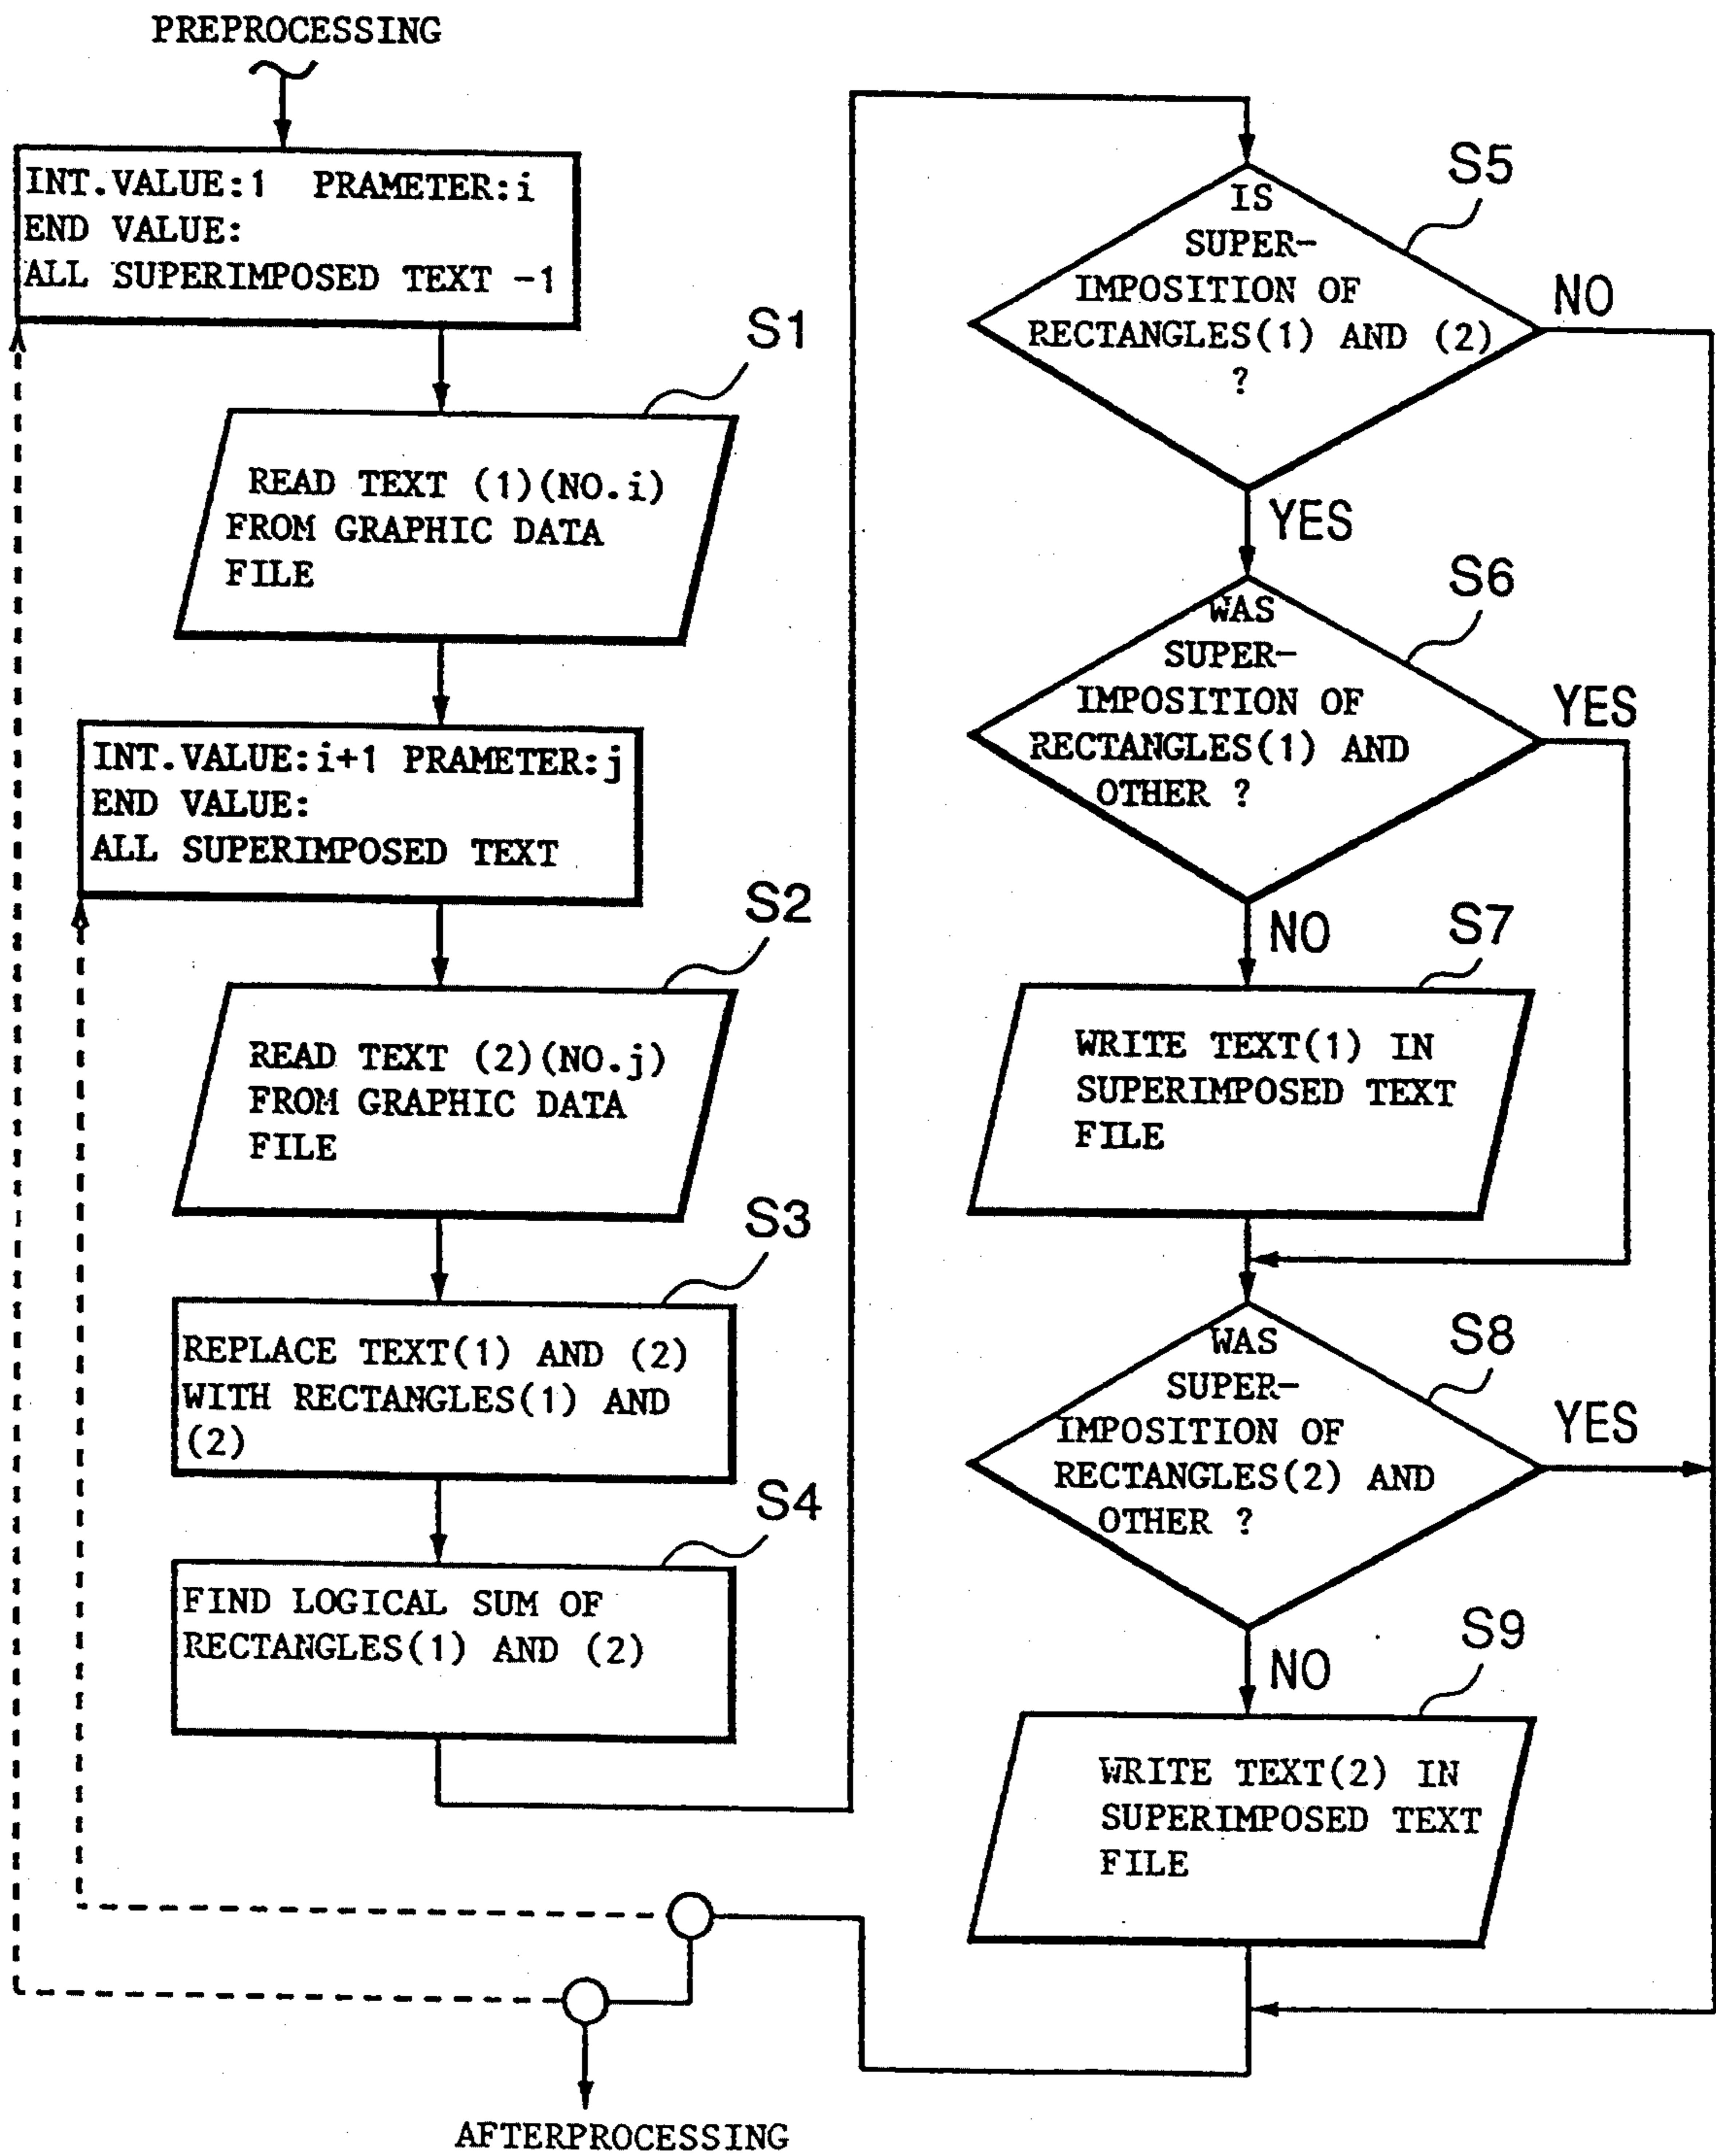 PREPROCESSING
INT.VALUE:1 PRAMETER:i
END VALUE:
ALL SUPERIMPOSED TEXT -1
S1
READ TEXT (1)(NO.i)
FROM GRAPHIC DATA
FILE
INT.VALUE:i+1 PRAMETER:j
END VALUE:
ALL SUPERIMPOSED TEXT
S2
READ TEXT (2)(NO.j)
FROM GRAPHIC DATA
FILE
S3
REPLACE TEXT(1) AND (2)
WITH RECTANGLES(1) AND
(2)
S4
FIND LOGICAL SUM OF
RECTANGLES(1) AND (2)
S5
IS
SUPER-
IMPOSITION OF
RECTANGLES(1) AND (2)
?
NO
YES
S6
WAS
SUPER-
IMPOSITION OF
RECTANGLES(1) AND
OTHER ?
YES
NO
S7
WRITE TEXT(1) IN
SUPERIMPOSED TEXT
FILE
S8
WAS
SUPER-
IMPOSITION OF
RECTANGLES(2) AND
OTHER ?
YES
NO
S9
WRITE TEXT(2) IN
SUPERIMPOSED TEXT
FILE
AFTERPROCESSING